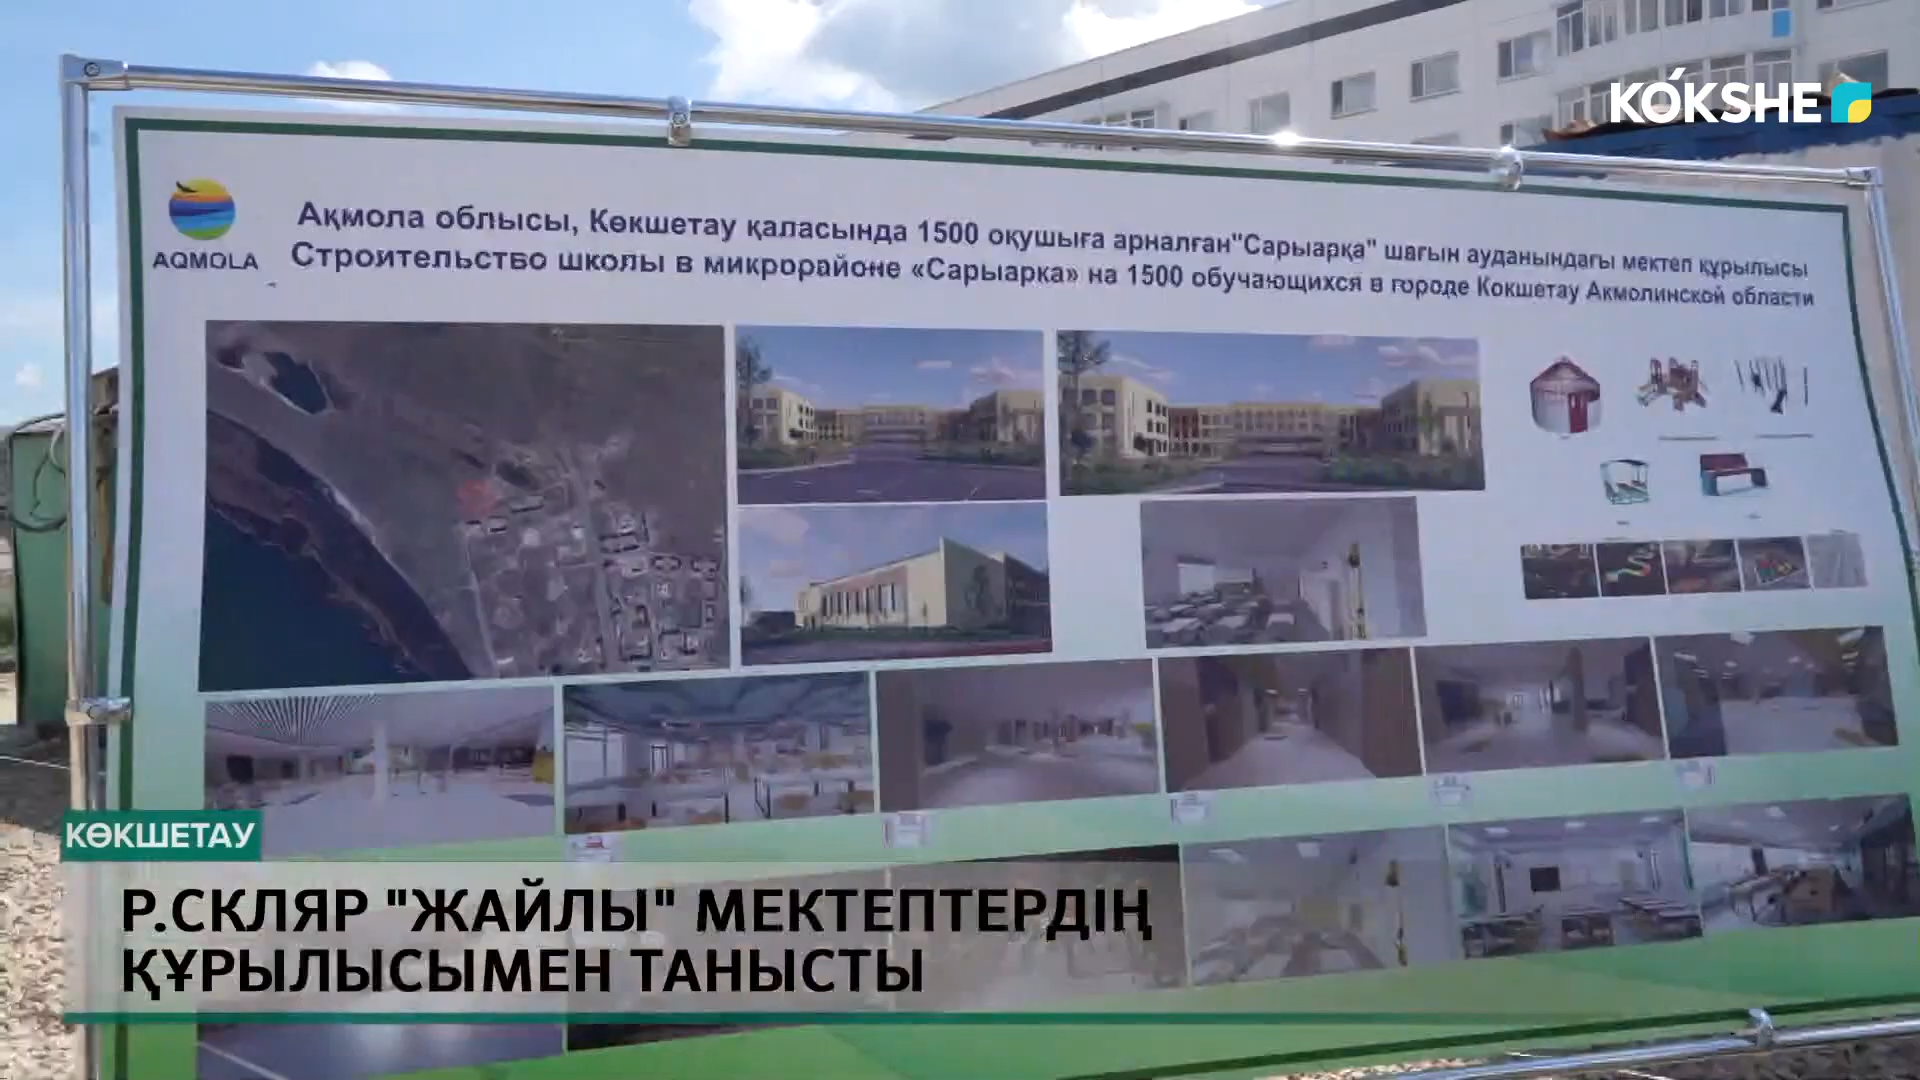 KÓKSHE
AQMOLA
Ақмола облысы, Көкшетау қаласында 1500 оқушыға арналған"Сарыарқа" шағын ауданындағы мектеп құрылысы
Строительство школы в микрорайоне «Сарыарка» на 1500 обучающихся в городе Кокшетау Акмолинской области
КӨКШЕТАУ
Р.СКЛЯР "ЖАЙЛЫ" МЕКТЕПТЕРДІҢ
ҚҰРЫЛЫСЫМЕН ТАНЫСТЫ